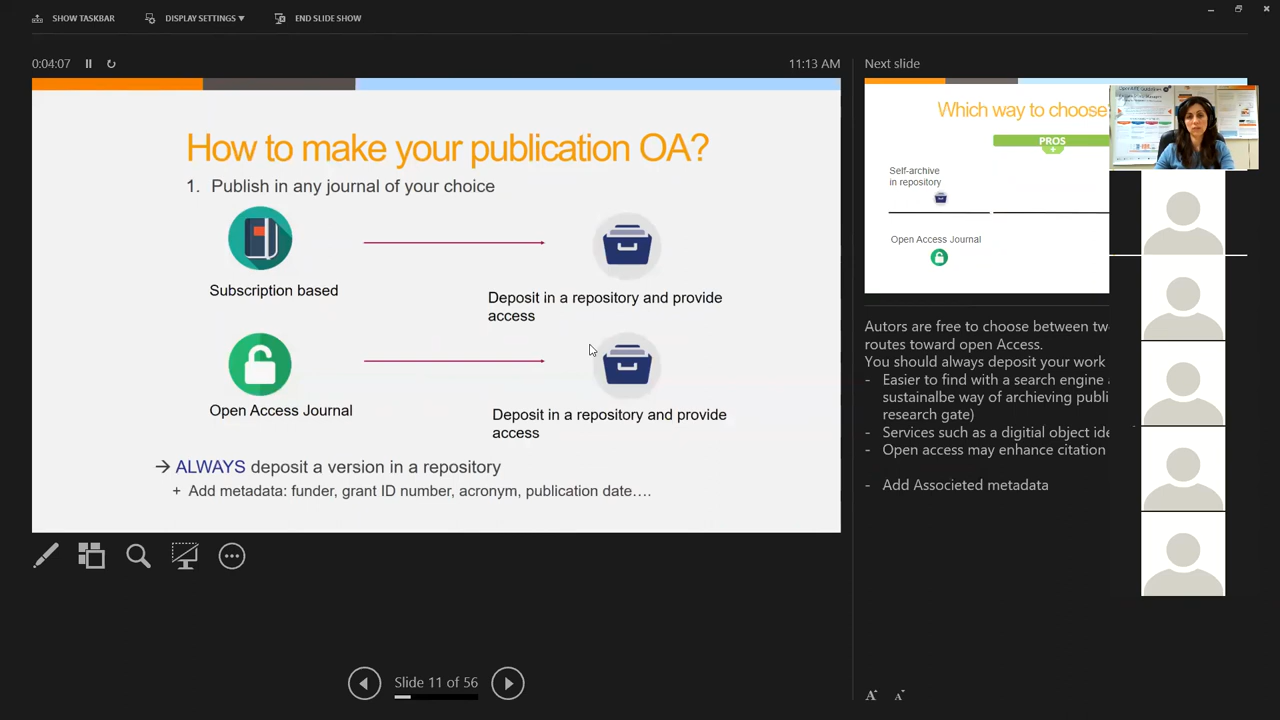 SHOW TASKBAR
DISPLAY SETTINGS ▼
END SLIDE SHOW
0:04:07
11:13 AM
How to make your publication OA?
1. Publish in any journal of your choice
Subscription based
Deposit in a repository and provide
access
Open Access Journal
Deposit in a repository and provide
access
→ ALWAYS deposit a version in a repository
+ Add metadata: funder, grant ID number, acronym, publication date….
Slide 11 of 56
Next slide
Which way to choose
PROS
+
Self-archive
in repository
Open Access Journal
Autors are free to choose between
routes toward open Access.
You should always deposit your work
- Easier to find with a search engine
sustainalbe way of archieving
research gate)
- Services such as a digitial object
- Open access may enhance citation
- Add Associeted metadata
A
A